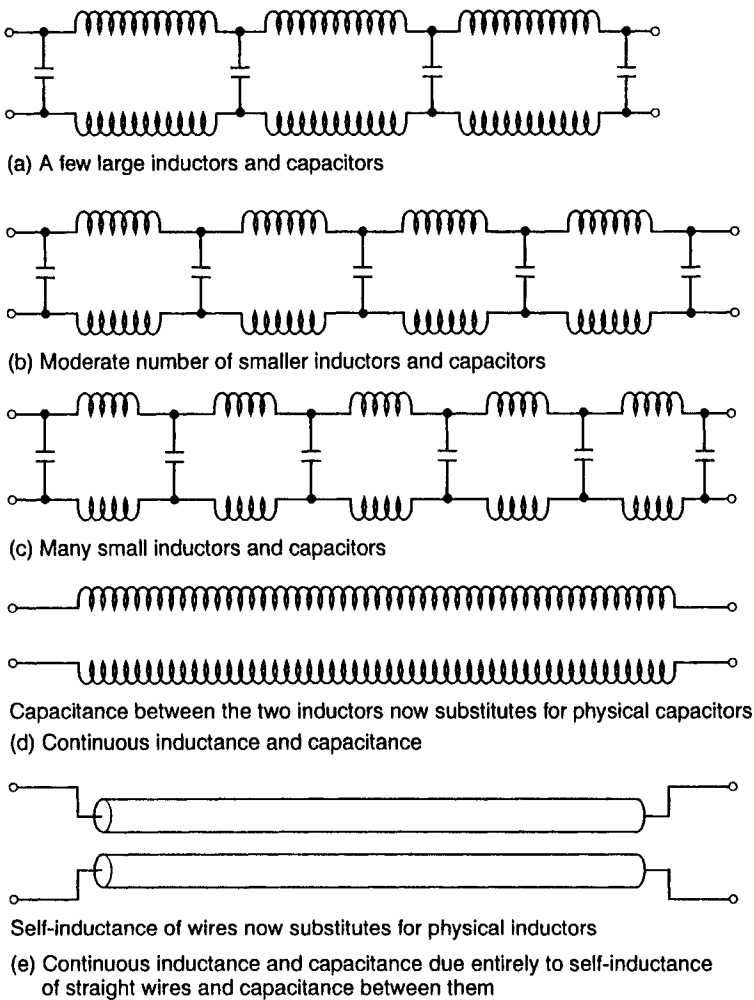 (a) A few large inductors and capacitors
(b) Moderate number of smaller inductors and capacitors
(c) Many small inductors and capacitors
Capacitance between the two inductors now substitutes for physical capacitors
(d) Continuous inductance and capacitance
Self-inductance of wires now substitutes for physical inductors
(e) Continuous inductance and capacitance due entirely to self-inductance
of straight wires and capacitance between them